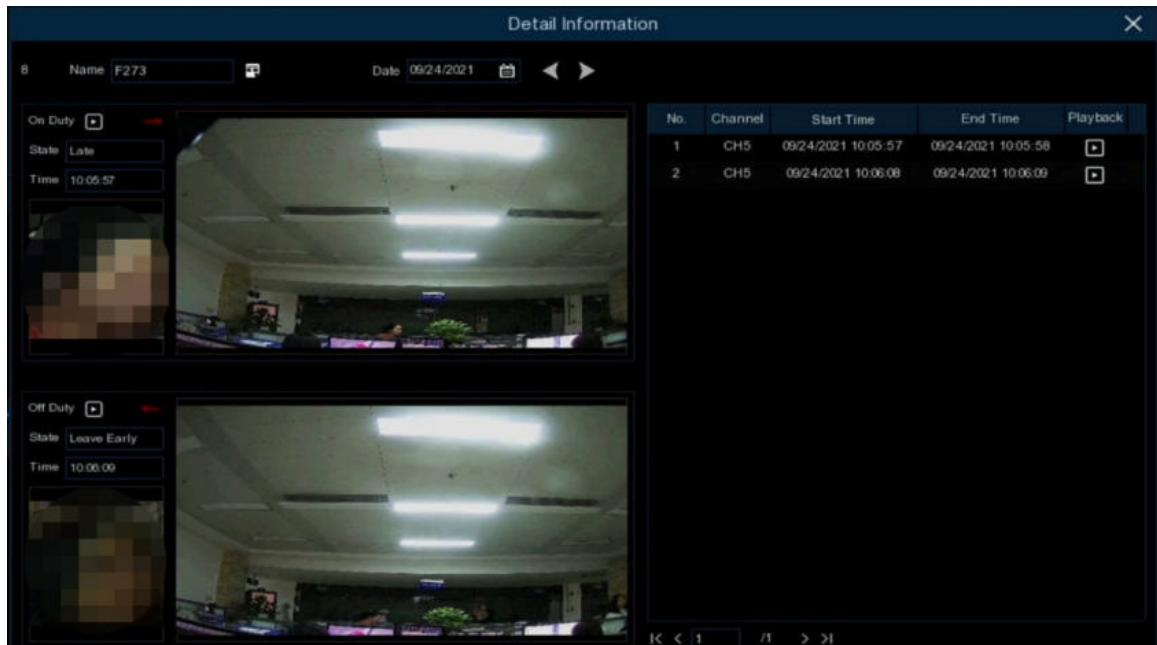 Detail Information
8 Name F273 Date 09/24/2021
On Duty
State Late
Time 10:05:57
No. Channel Start Time End Time Playback
1 CH5 09/24/2021 10:05:57 09/24/2021 10:05:58
2 CH5 09/24/2021 10:06:08 09/24/2021 10:06:09
Off Duty
State Leave Early
Time 10:06:09
1 /1